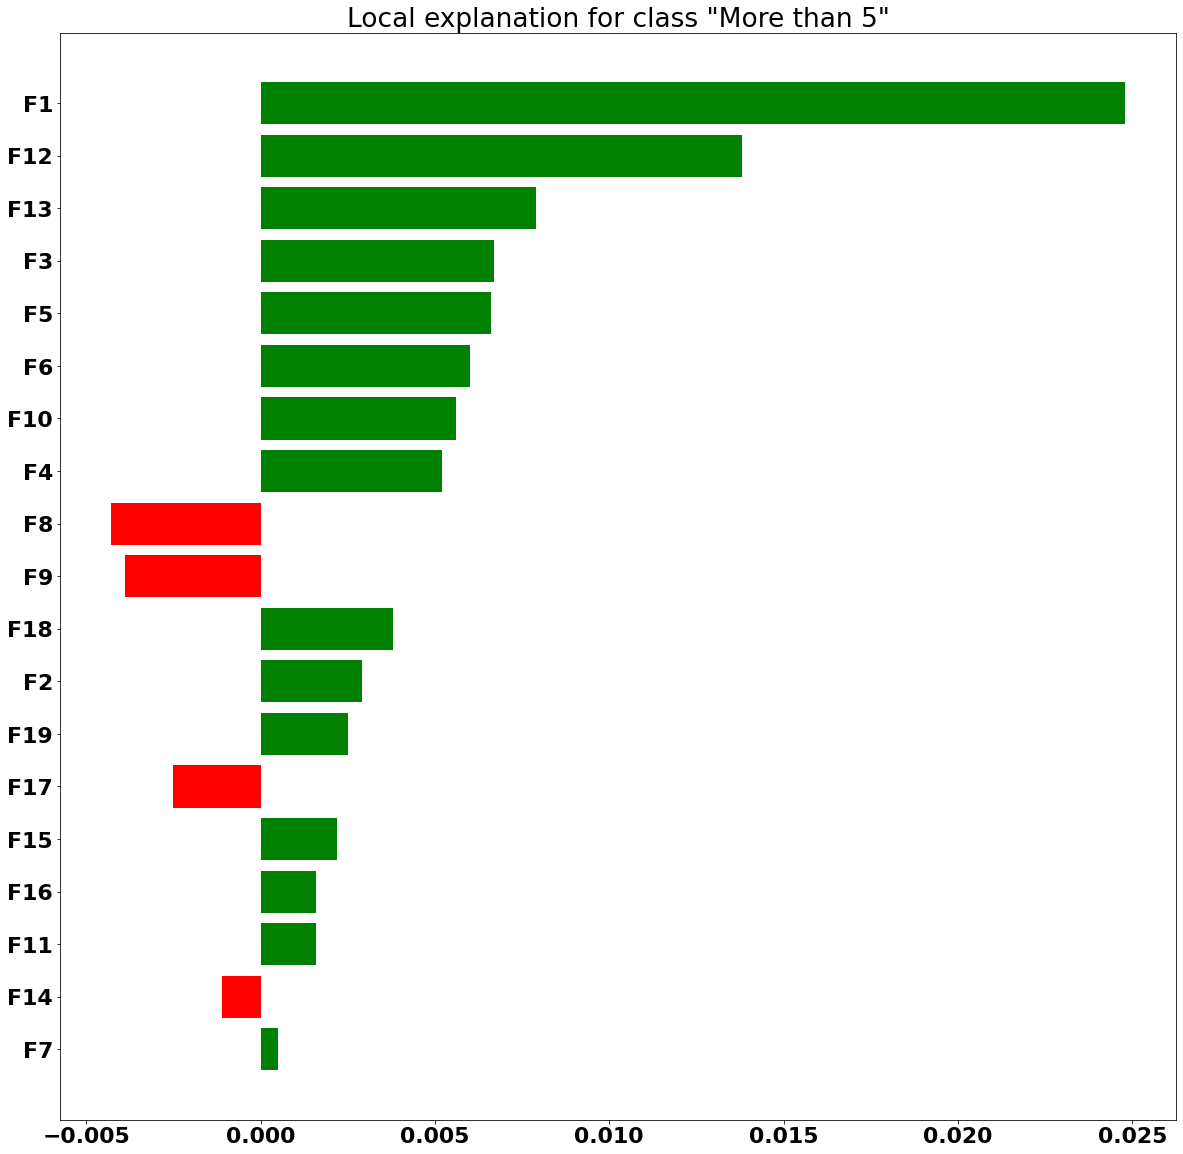 Local explanation for class "More than 5"
F1
F12
F13
F3
F5
F6
F10
F4
F8
F9
F18
F2
F19
F17
F15
F16
F11
F14
F7
−0.005 0.000 0.005 0.010 0.015 0.020 0.025